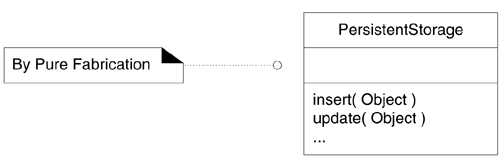 By Pure Fabrication
PersistentStorage
insert( Object )
update( Object )
...